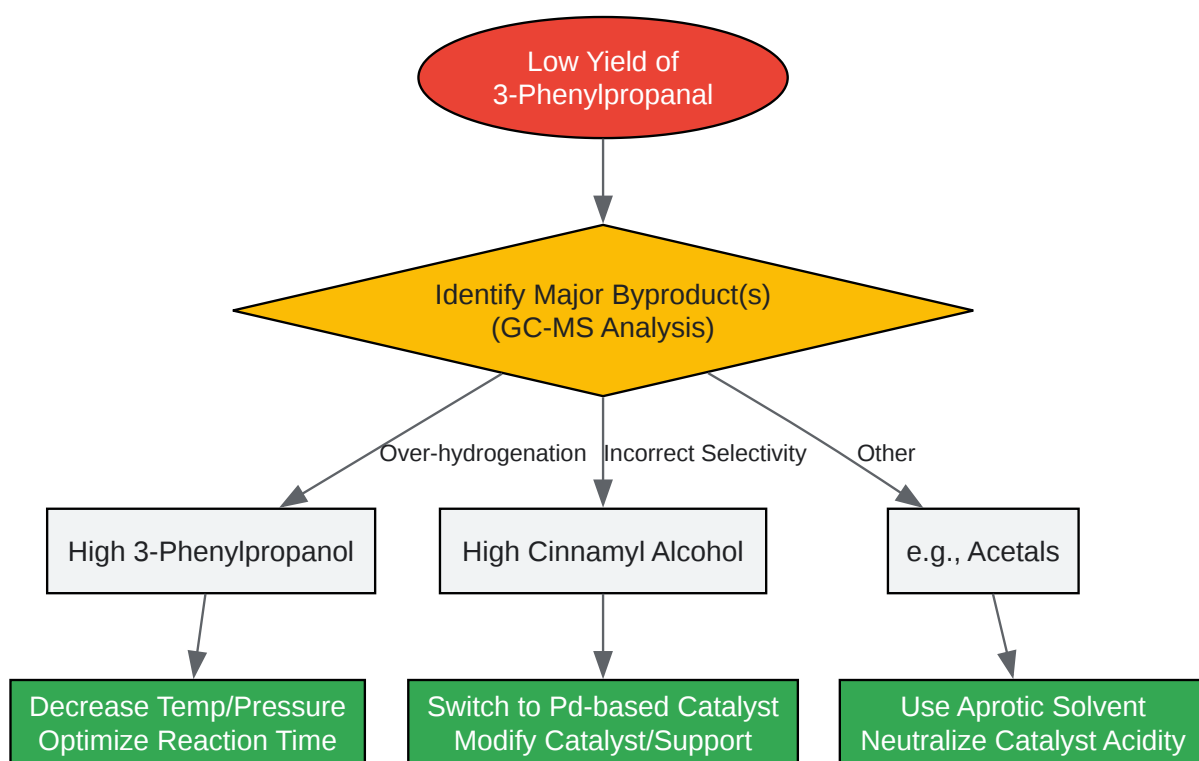 Low Yield of
3-Phenylpropanal
Identify Major Byproduct(s)
(GC-MS Analysis)
Over-hydrogenation
Incorrect Selectivity
Other
High 3-Phenylpropanol
High Cinnamyl Alcohol
e.g., Acetals
Decrease Temp/Pressure
Optimize Reaction Time
Switch to Pd-based Catalyst
Modify Catalyst/Support
Use Aprotic Solvent
Neutralize Catalyst Acidity